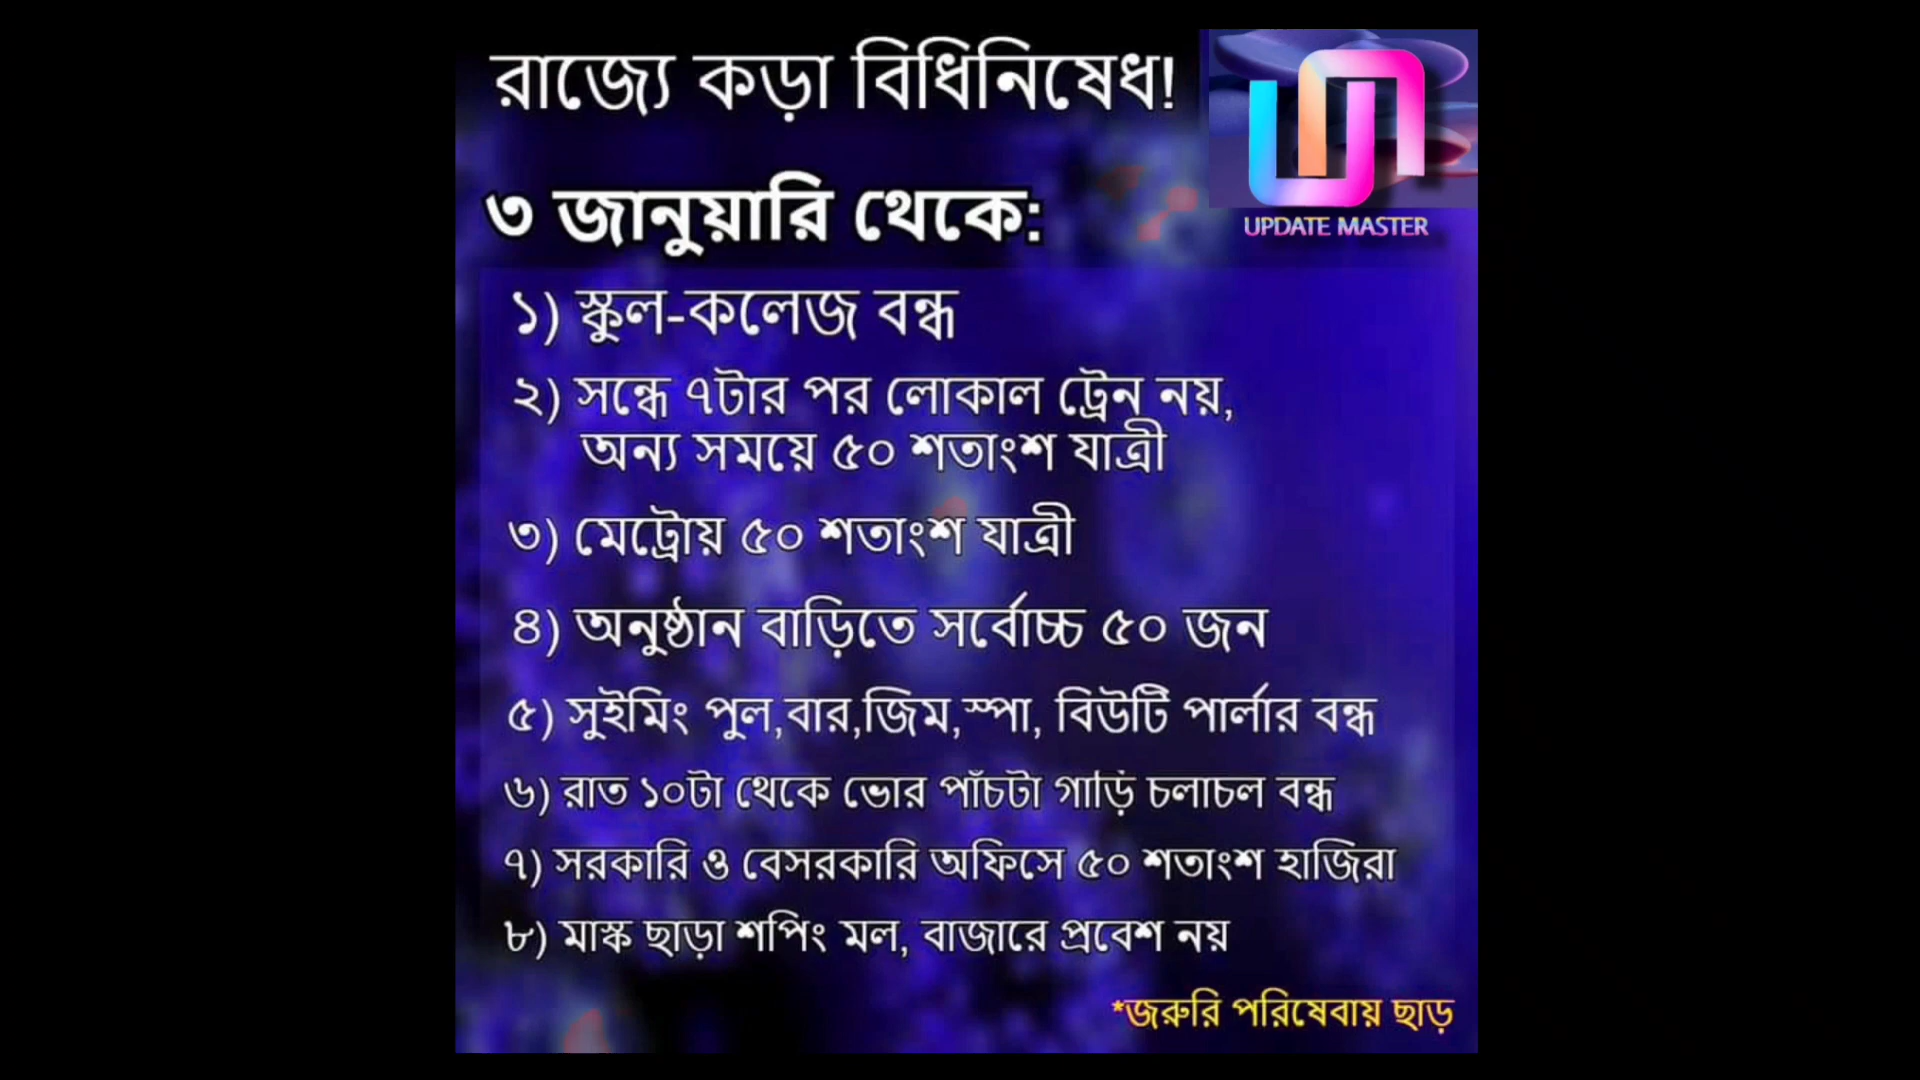 রাজ্যে কড়া বিধিনিষেধ!
UPDATE MASTER
৩ জানুয়ারি থেকে:
১) স্কুল-কলেজ বন্ধ
২) সন্ধে ৭টার পর লোকাল ট্রেন নয়,
অন্য সময়ে ৫০ শতাংশ যাত্রী
৩) মেট্রোয় ৫০ শতাংশ যাত্রী
৪) অনুষ্ঠান বাড়িতে সর্বোচ্চ ৫০ জন
৫) সুইমিং পুল,বার,জিম,স্পা, বিউটি পার্লার বন্ধ
৬) রাত ১০টা থেকে ভোর পাঁচটা গাড়ি চলাচল বন্ধ
৭) সরকারি ও বেসরকারি অফিসে ৫০ শতাংশ হাজিরা
৮) মাস্ক ছাড়া শপিং মল, বাজারে প্রবেশ নয়
*জরুরি পরিষেবায় ছাড়